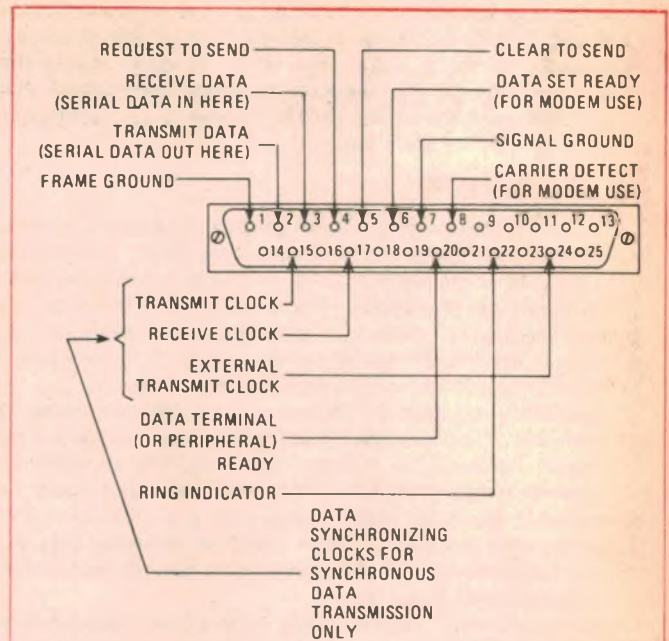 REQUEST TO SEND
CLEAR TO SEND
RECEIVE DATA
(SERIAL DATA IN HERE)
DATA SET READY
(FOR MODEM USE)
TRANSMIT DATA
(SERIAL DATA OUT HERE)
SIGNAL GROUND
FRAME GROUND
CARRIER DETECT
(FOR MODEM USE)
1 2 3 4 5 6 7 8 9 10 11 12 13
14 15 16 17 18 19 20 21 22 23 24 25
TRANSMIT CLOCK
RECEIVE CLOCK
EXTERNAL
TRANSMIT CLOCK
DATA TERMINAL
(OR PERIPHERAL)
READY
RING INDICATOR
DATA
SYNCHRONIZING
CLOCKS FOR
SYNCHRONOUS
DATA
TRANSMISSION
ONLY